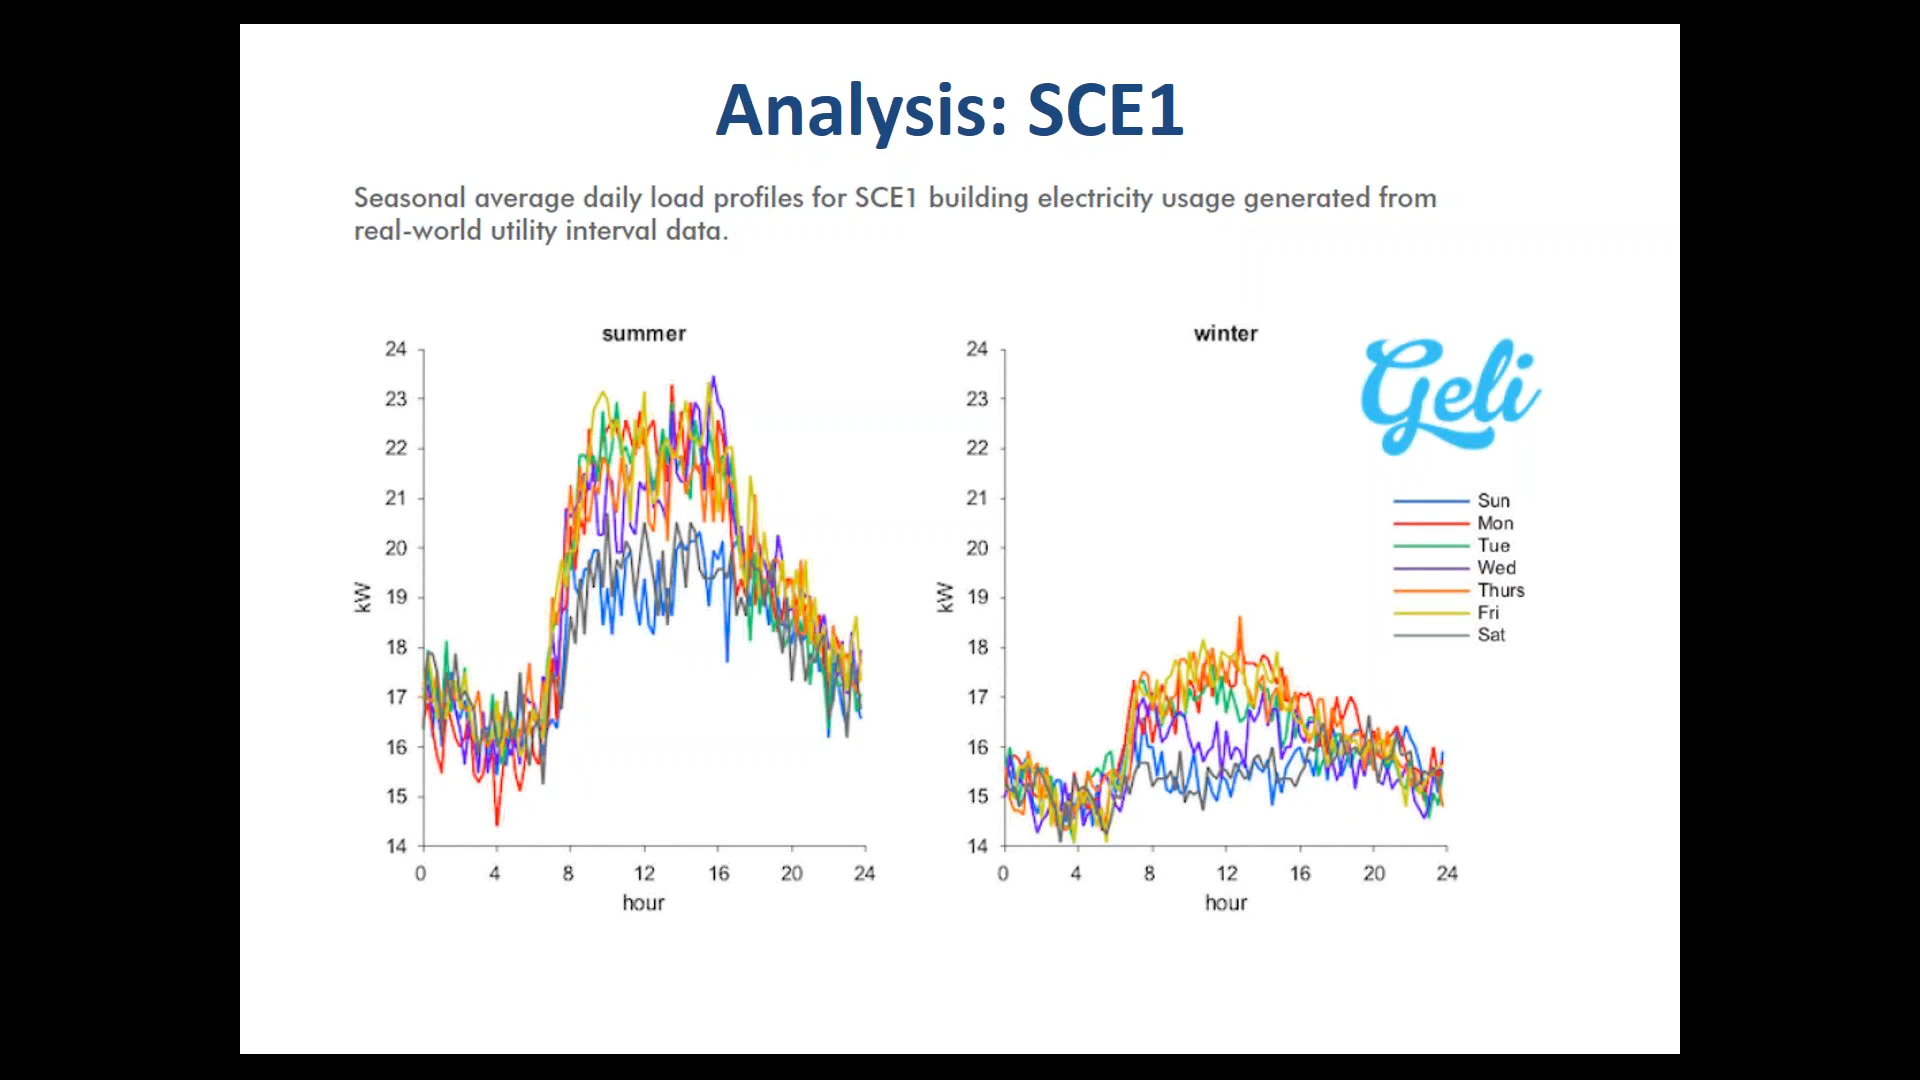 Analysis: SCE1
Seasonal average daily load profiles for SCE1 building electricity usage generated from
real-world utility interval data.
summer
24
23
22
21
20
19
18
17
16
15
14
kW
0 4 8 12 16 20 24
hour
winter
24
23
22
21
20
19
18
17
16
15
14
kW
0 4 8 12 16 20 24
hour
Geli
Sun
Mon
Tue
Wed
Thurs
Fri
Sat